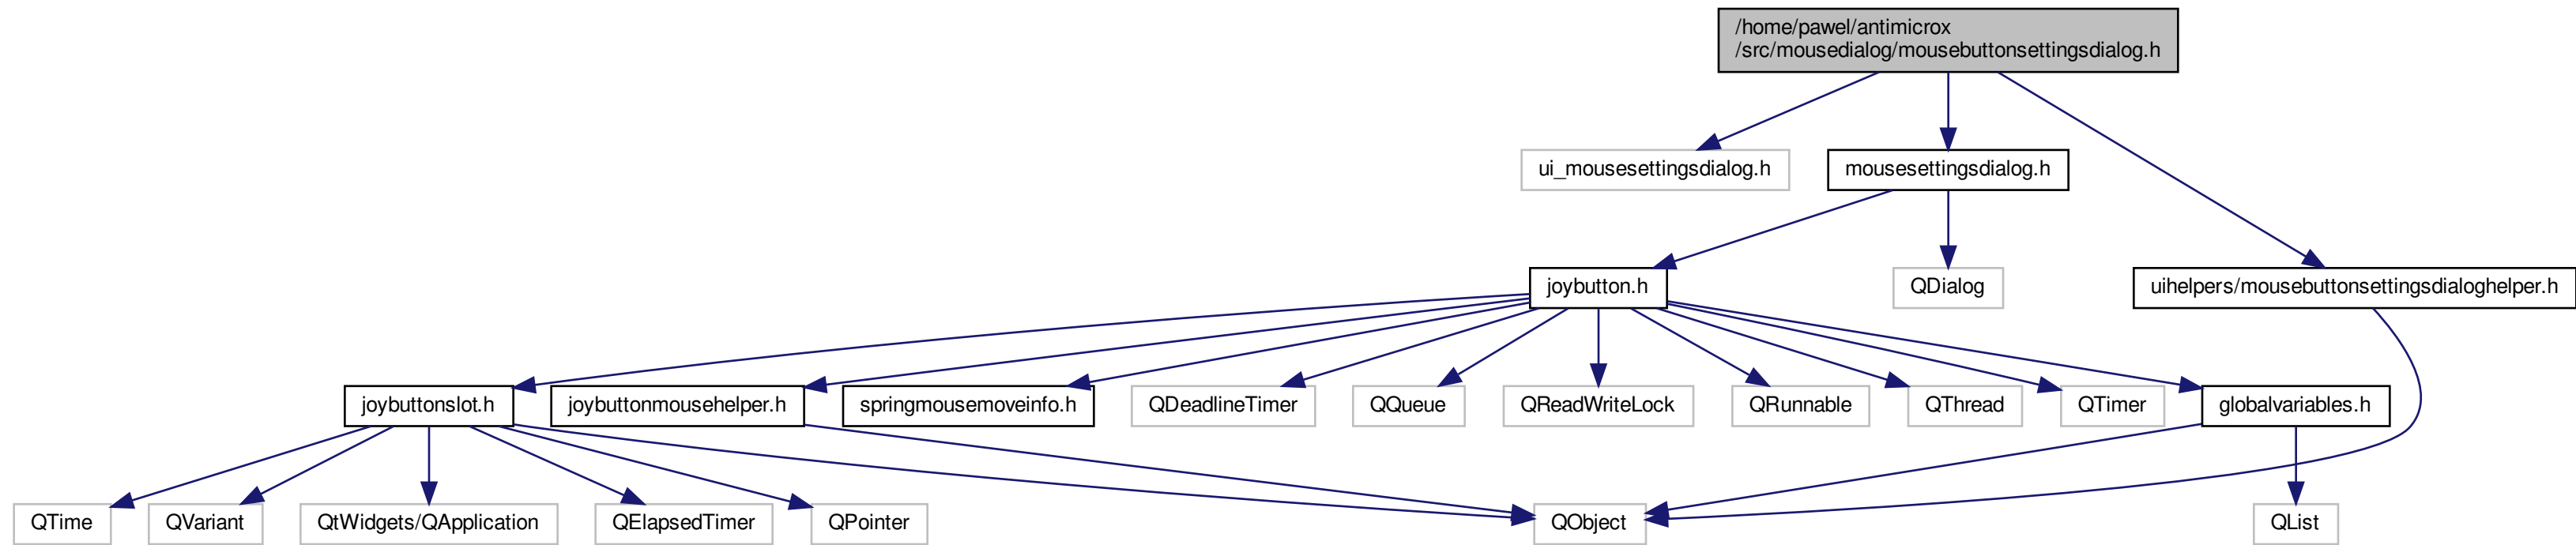 /home/pawel/antimicrox
/src/mousedialog/mousebuttonsettingsdialog.h
ui_mousesettingsdialog.h
mousesettingsdialog.h
joybutton.h
QDialog
uihelpers/mousebuttonsettingsdialoghelper.h
joybuttonslot.h
joybuttonmousehelper.h
springmousemoveinfo.h
QDeadlineTimer
QQueue
QReadWriteLock
QRunnable
QThread
QTimer
globalvariables.h
QTime
QVariant
QtWidgets/QApplication
QElapsedTimer
QPointer
QObject
QList